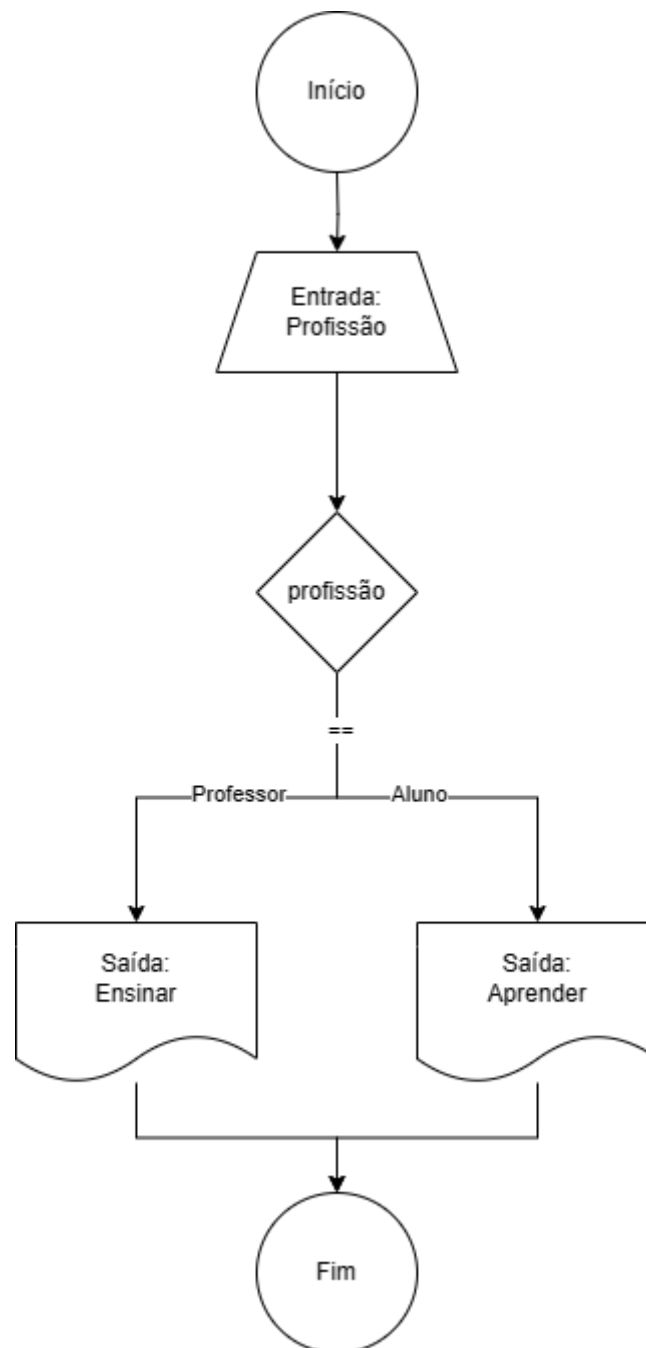 Início
Entrada:
Profissão
profissão
==
Professor
Aluno
Saída:
Ensinar
Saída:
Aprender
Fim